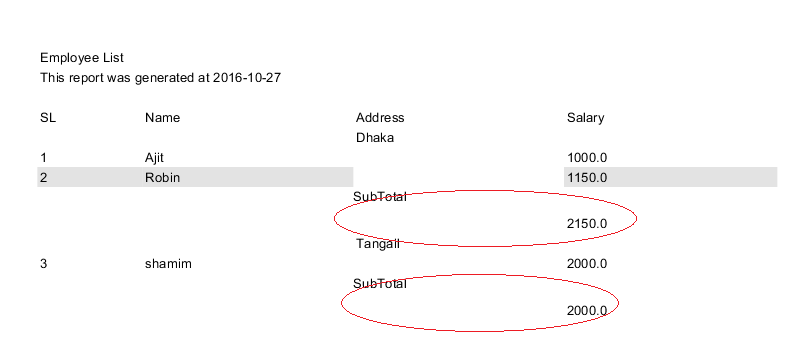 Employee List
This report was generated at 2016-10-27
SL Name Address Salary
Dhaka
1 Ajit 1000.0
2 Robin 1150.0
SubTotal
2150.0
Tangail
3 shamim 2000.0
SubTotal
2000.0